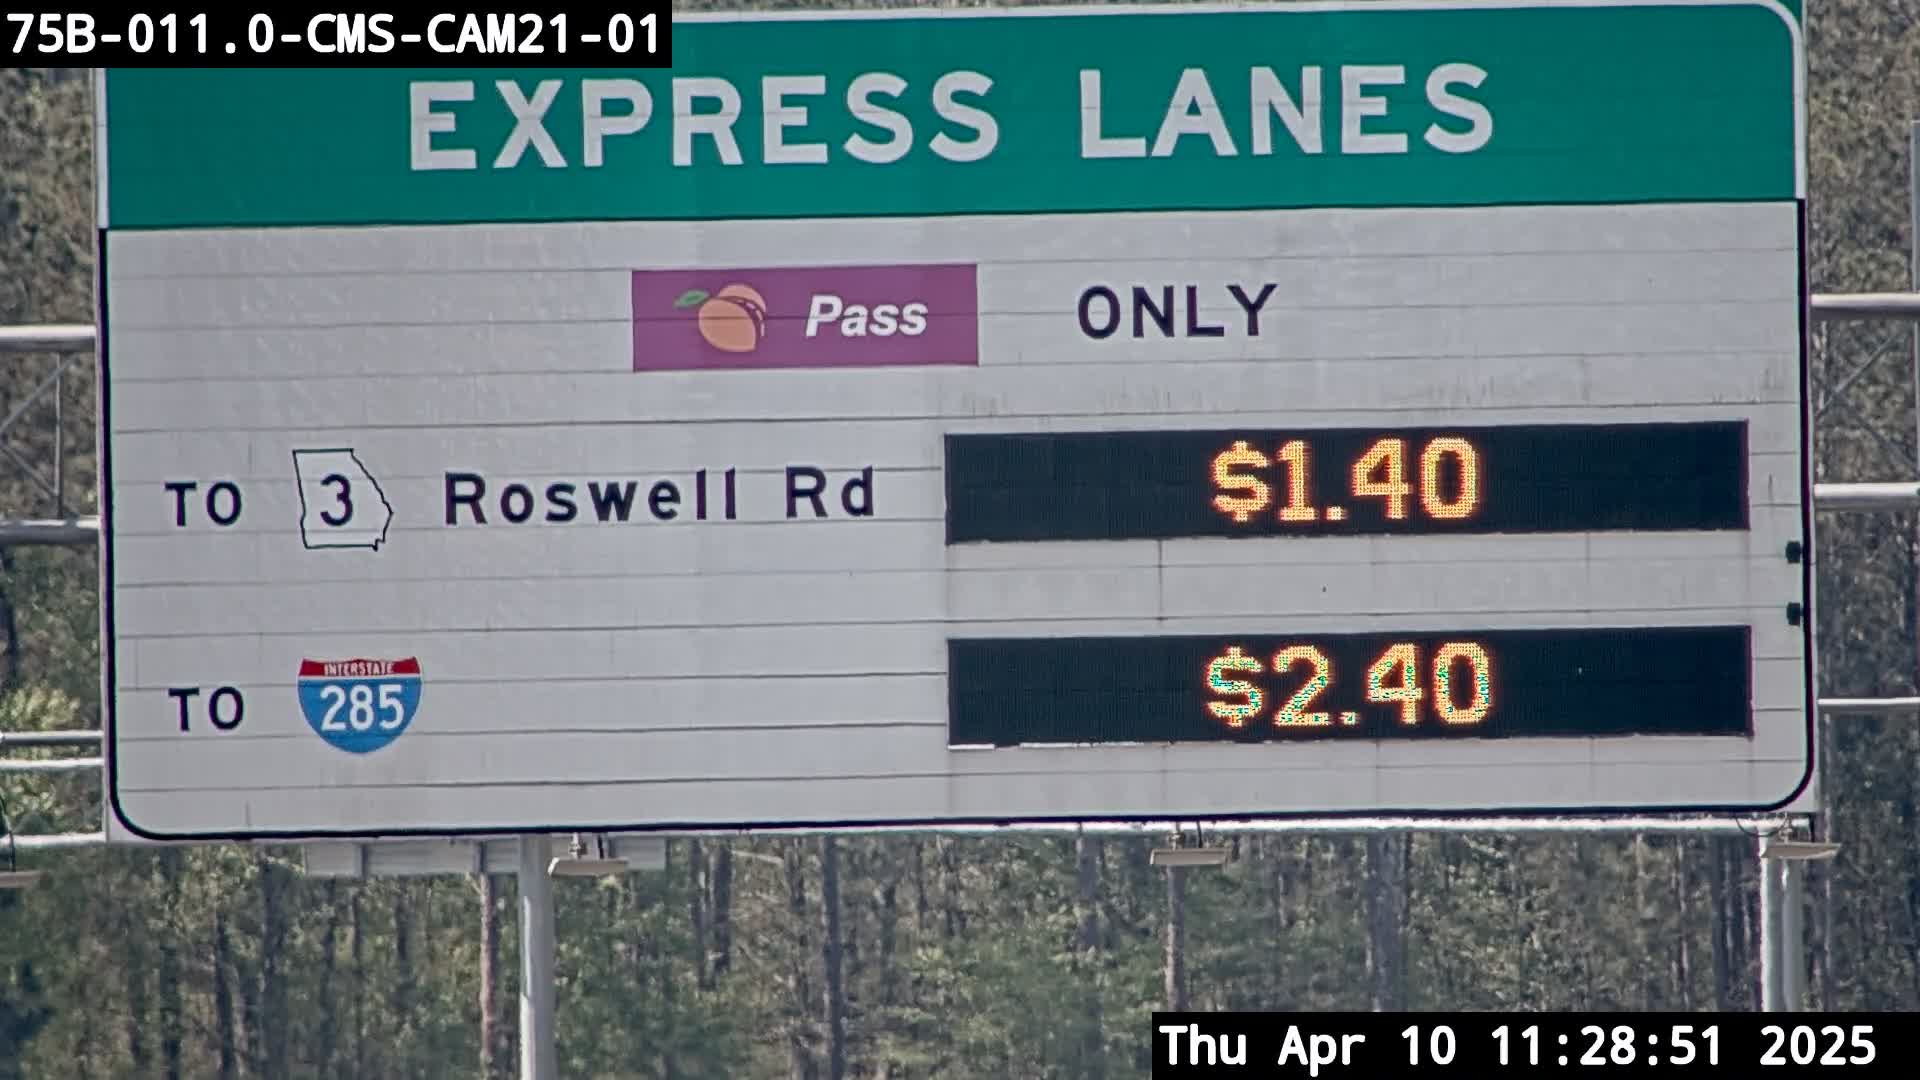 75B-011.0-CMS-CAM21-01
EXPRESS LANES
Pass ONLY
TO 3 Roswell Rd $1.40
INTERSTATE
TO 285 $2.40
Thu Apr 10 11:28:51 2025